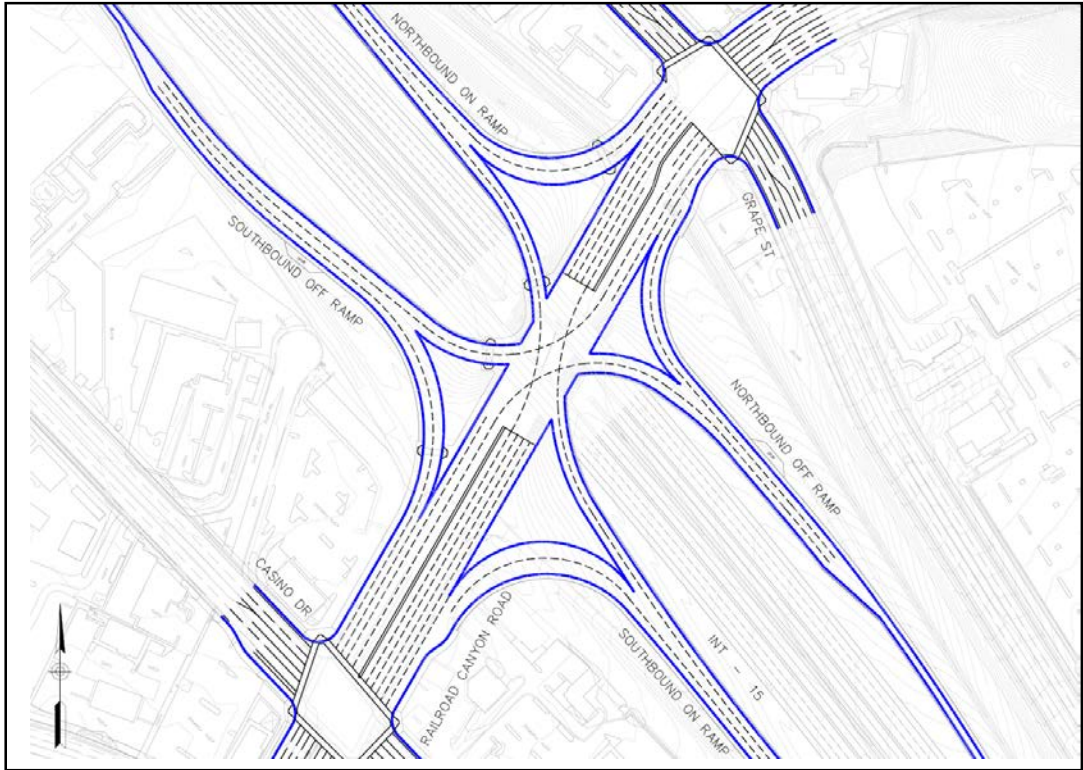 NORTHBOUND ON RAMP
SOUTHBOUND OFF RAMP
GRAPE ST
NORTHBOUND OFF RAMP
CASINO DR
RAILROAD CANYON ROAD
SOUTHBOUND ON RAMP
INT - 15